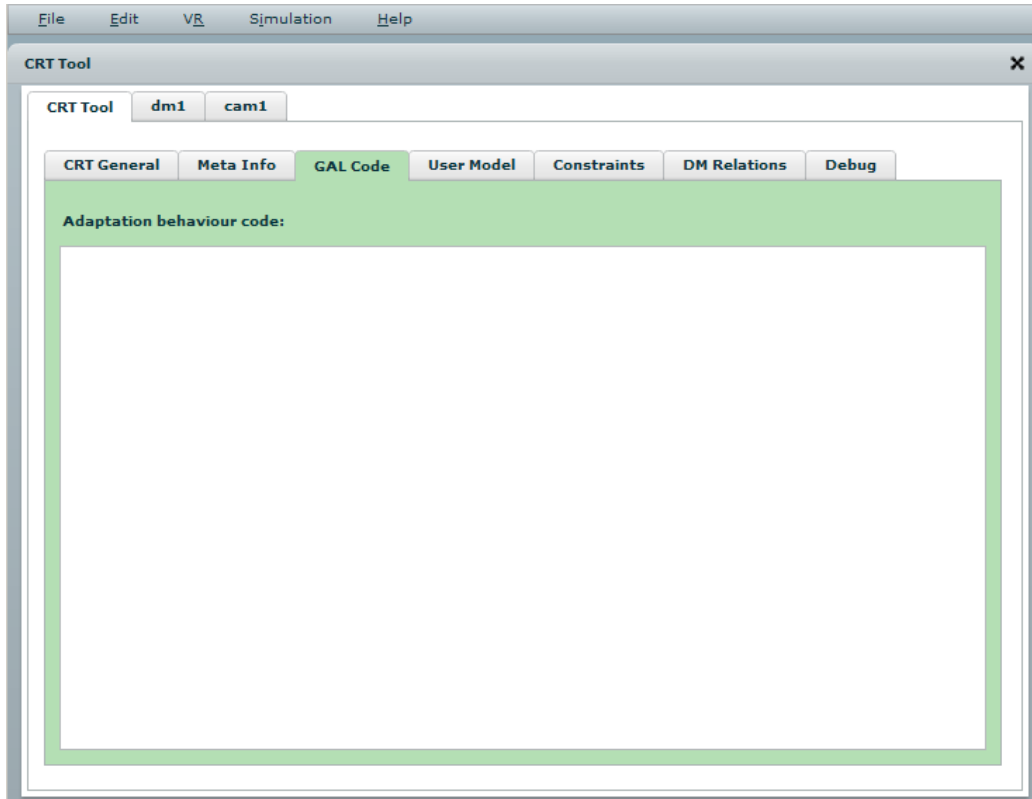 File Edit VR Simulation Help
CRT Tool
CRT Tool dm1 cam1
CRT General Meta Info GAL Code User Model Constraints DM Relations Debug
Adaptation behaviour code: